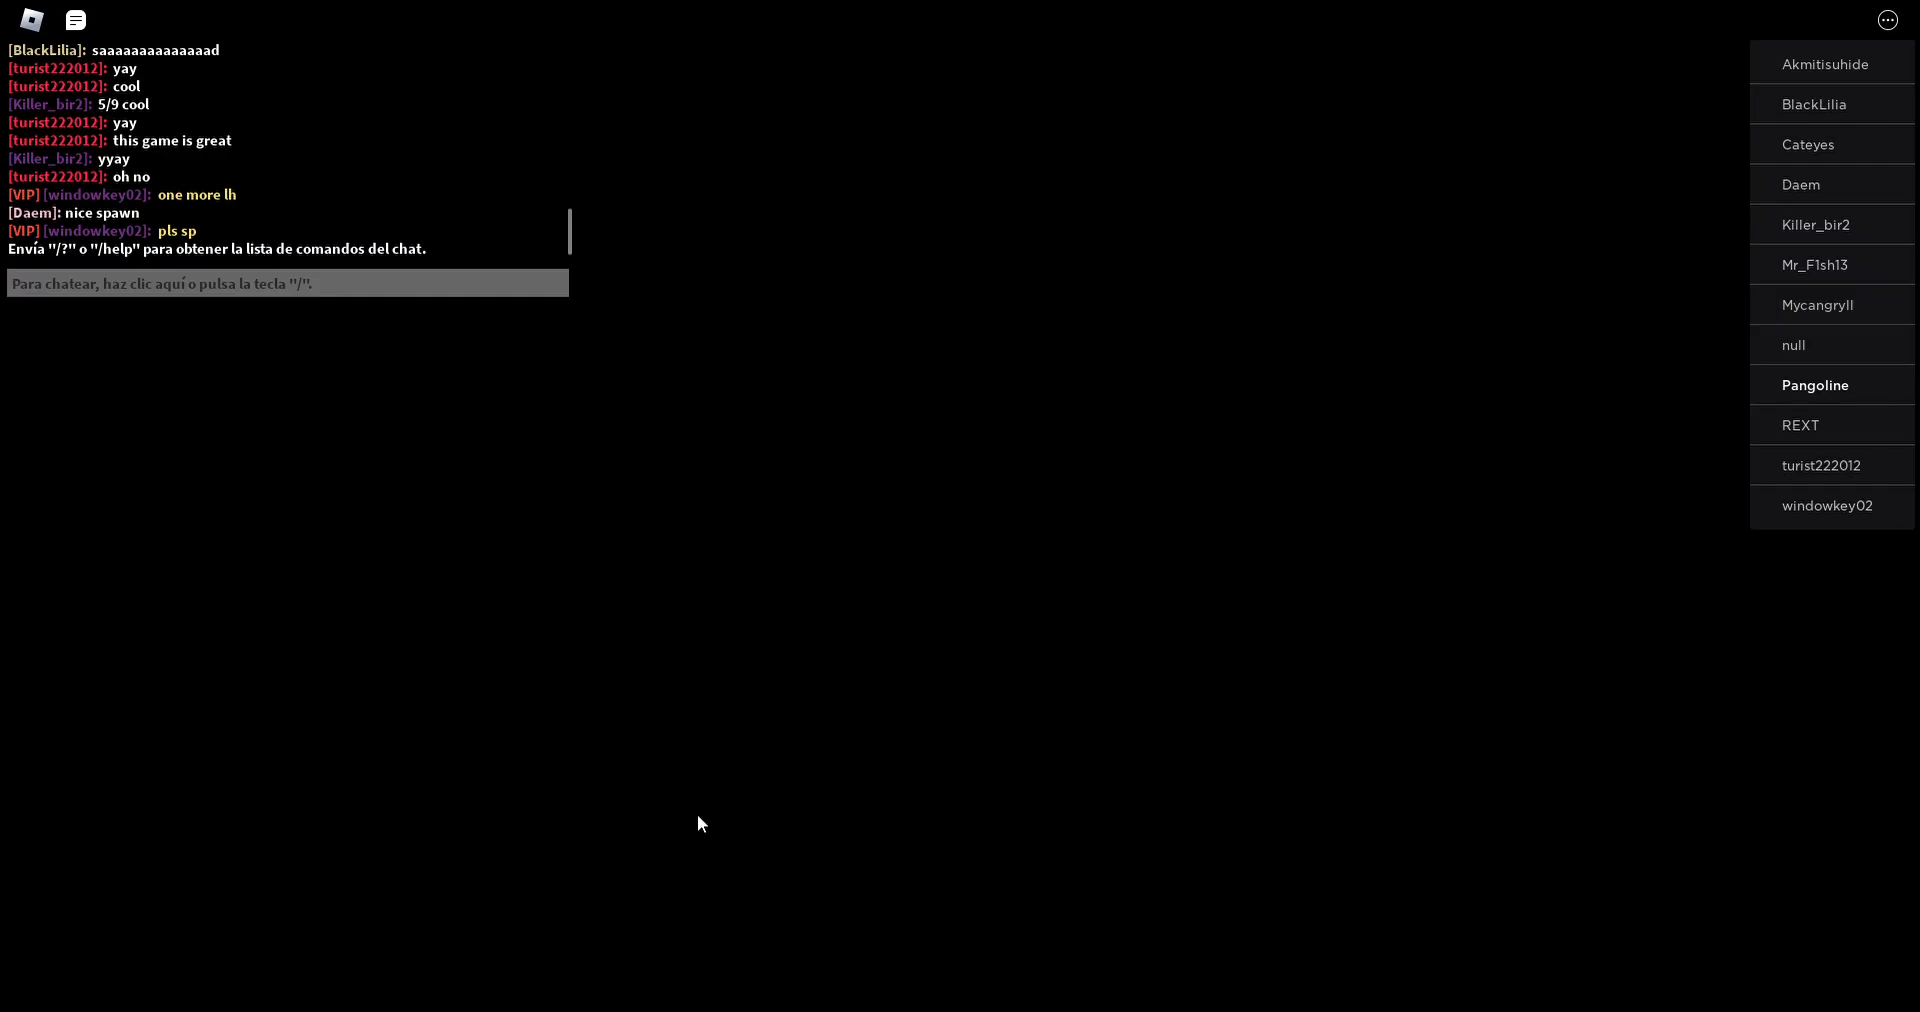 [BlackLilia]: saaaaaaaaaaaaaad
[turist222012]: yay
[turist222012]: cool
[Killer_bir2]: 5/9 cool
[turist222012]: yay
[turist222012]: this game is great
[Killer_bir2]: yyay
[turist222012]: oh no
[VIP] [windowkey02]: one more lh
[Daem]: nice spawn
[VIP] [windowkey02]: pls sp
Envía "/?" o "/help" para obtener la lista de comandos del chat.
Para chatear, haz clic aquí o pulsa la tecla "/".
Akmitisuhide
BlackLilia
Cateyes
Daem
Killer_bir2
Mr_F1sh13
Mycangryll
null
Pangoline
REXT
turist222012
windowkey02